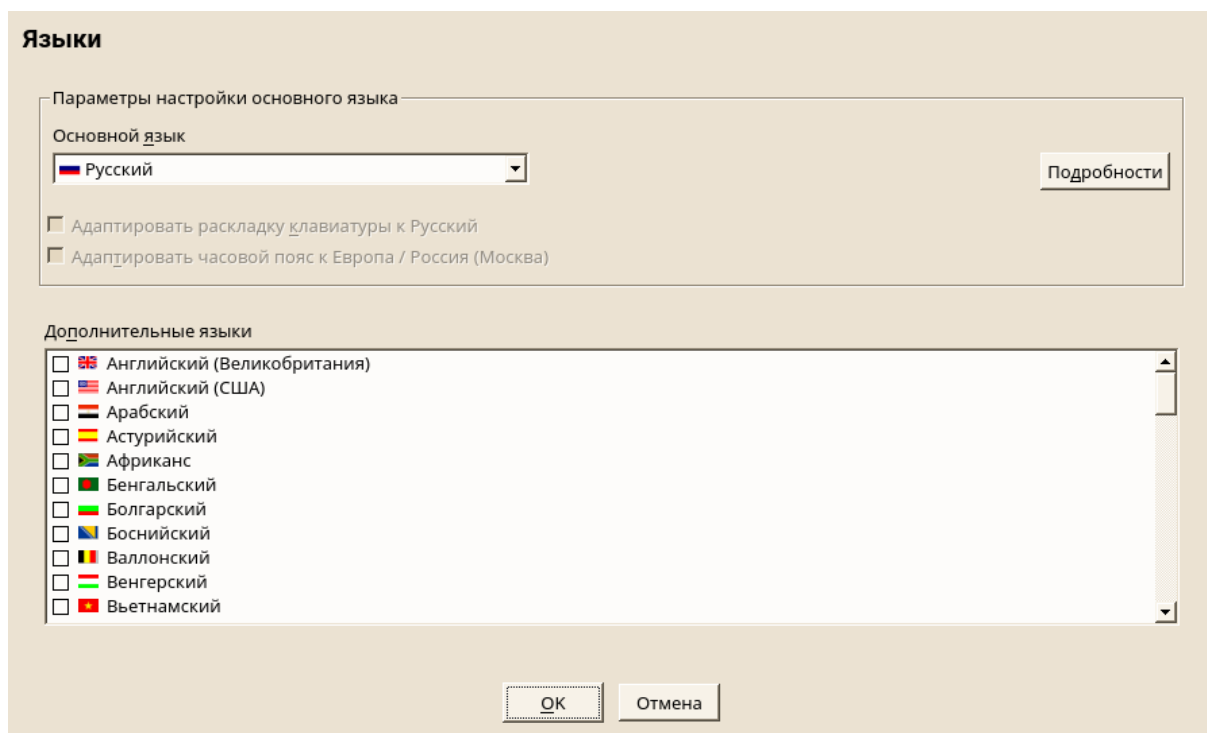 Языки
Параметры настройки основного языка
Основной язык
Русский
Подробности
Адаптировать раскладку клавиатуры к Русский
Адаптировать часовой пояс к Европа / Россия (Москва)
Дополнительные языки
Английский (Великобритания)
Английский (США)
Арабский
Астурийский
Африканс
Бенгальский
Болгарский
Боснийский
Валлонский
Венгерский
Вьетнамский
OK Отмена